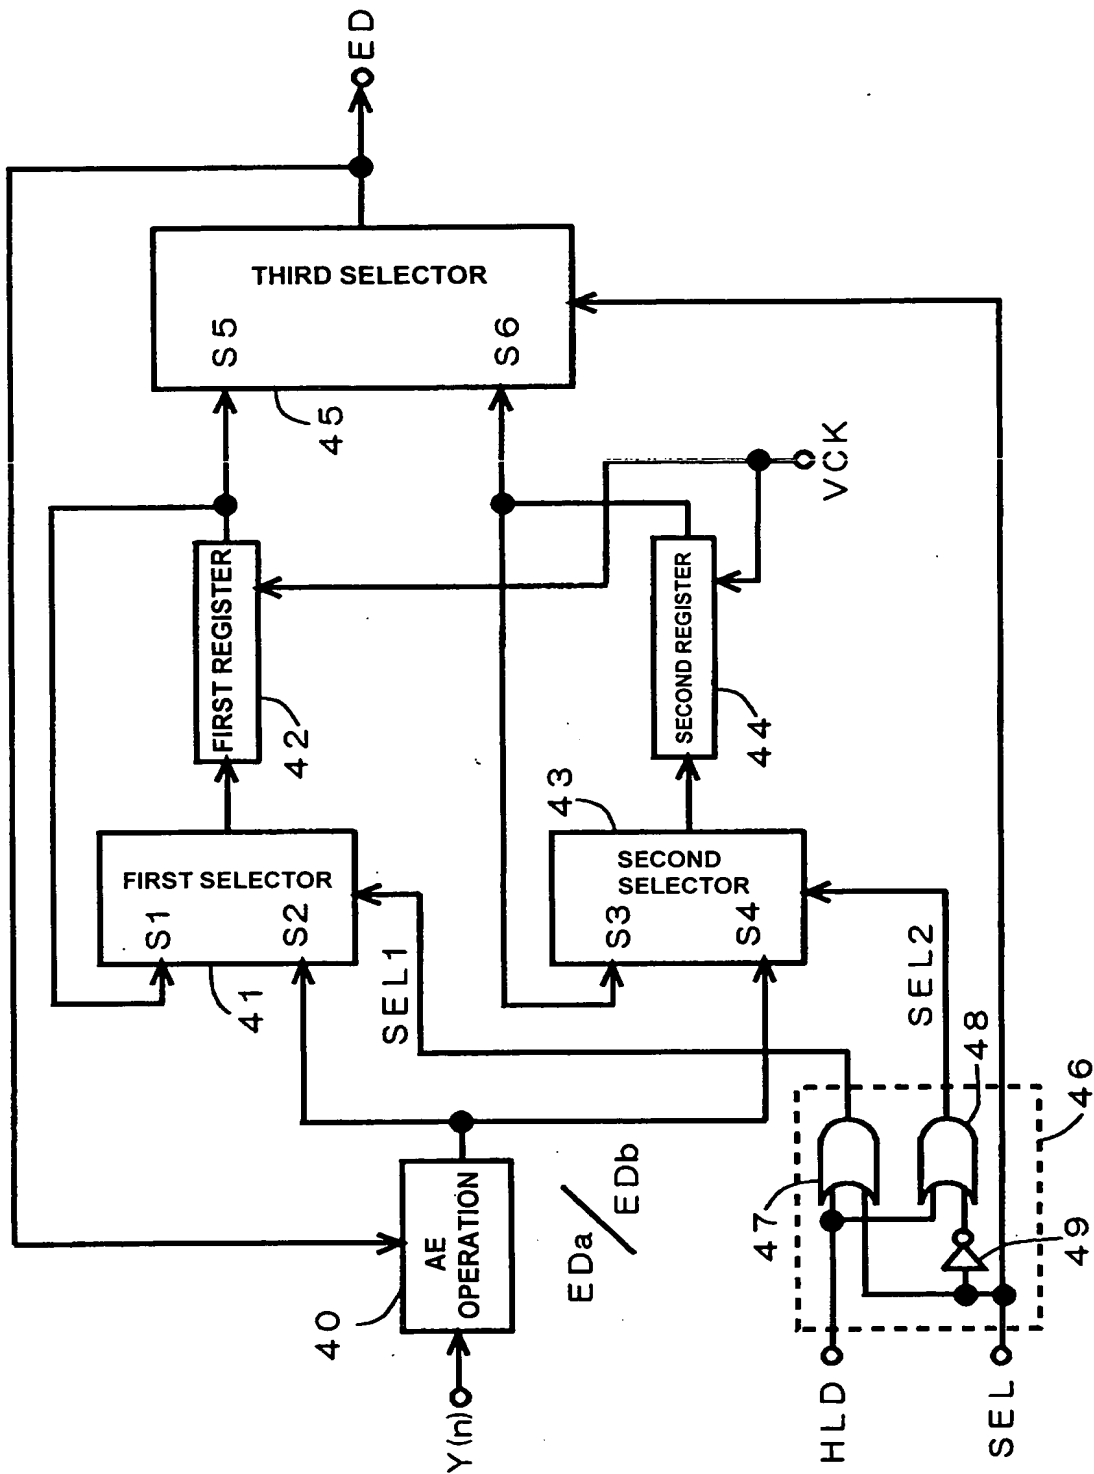 ED
THIRD SELECTOR
S5
S6
45
VCK
FIRST REGISTER
42
SECOND REGISTER
44
FIRST SELECTOR
S1
S2
41
43
SECOND
SELECTOR
S3
S4
SEL1
SEL2
AE
OPERATION
40
EDa
EDb
Y(n)
46
47
48
49
HLD
SEL